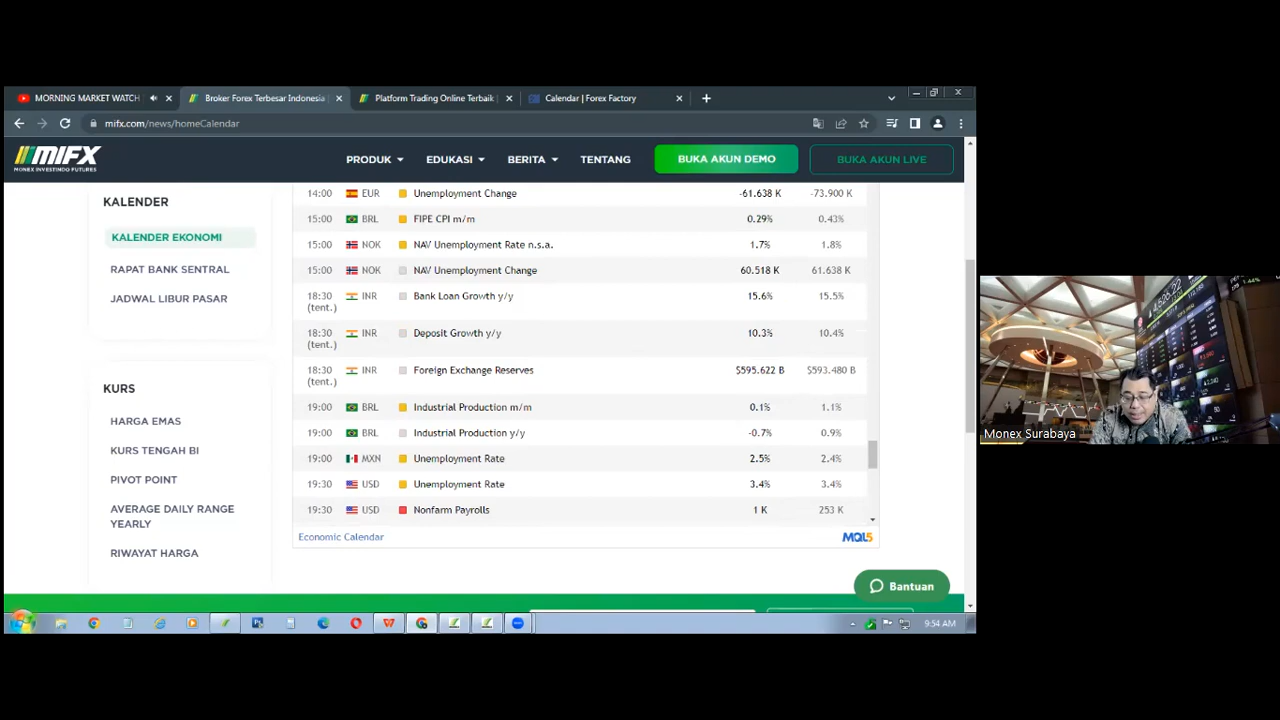 MORNING MARKET WATCH
Broker Forex Terbesar Indonesia
Platform Trading Online Terbaik
Calendar | Forex Factory
mifx.com/news/homeCalendar
MIFX
MONEX INVESTINDO FUTURES
PRODUK
EDUKASI
BERITA
TENTANG
BUKA AKUN DEMO
BUKA AKUN LIVE
KALENDER
KALENDER EKONOMI
RAPAT BANK SENTRAL
JADWAL LIBUR PASAR
KURS
HARGA EMAS
KURS TENGAH BI
PIVOT POINT
AVERAGE DAILY RANGE
YEARLY
RIWAYAT HARGA
14:00 EUR Unemployment Change -61.638 K -73.900 K
15:00 BRL FIPE CPI m/m 0.29% 0.43%
15:00 NOK NAV Unemployment Rate n.s.a. 1.7% 1.8%
15:00 NOK NAV Unemployment Change 60.518 K 61.638 K
18:30 INR Bank Loan Growth y/y 15.6% 15.5%
(tent.)
18:30 INR Deposit Growth y/y 10.3% 10.4%
(tent.)
18:30 INR Foreign Exchange Reserves $595.622 B $593.480 B
(tent.)
19:00 BRL Industrial Production m/m 0.1% 1.1%
19:00 BRL Industrial Production y/y -0.7% 0.9%
19:00 MXN Unemployment Rate 2.5% 2.4%
19:30 USD Unemployment Rate 3.4% 3.4%
19:30 USD Nonfarm Payrolls 1 K 253 K
Economic Calendar
MQL5
Bantuan
9:54 AM
4,526.22
Monex Surabaya